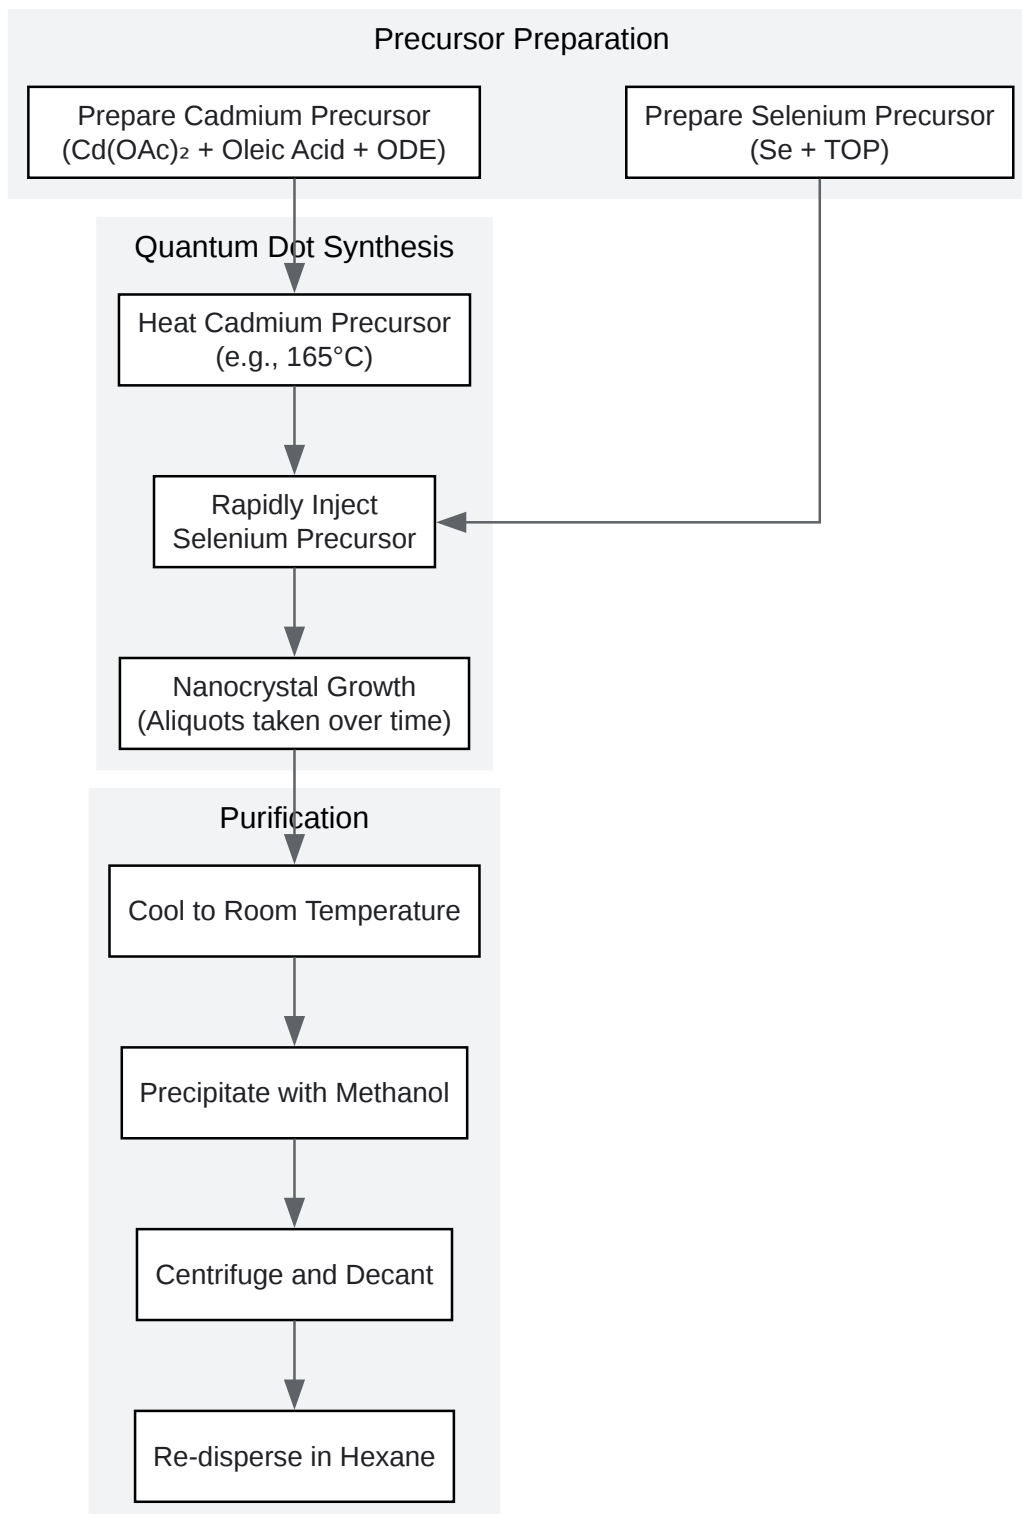 Precursor Preparation
Prepare Cadmium Precursor
(Cd(OAc)₂ + Oleic Acid + ODE)
Prepare Selenium Precursor
(Se + TOP)
Quantum Dot Synthesis
Heat Cadmium Precursor
(e.g., 165°C)
Rapidly Inject
Selenium Precursor
Nanocrystal Growth
(Aliquots taken over time)
Purification
Cool to Room Temperature
Precipitate with Methanol
Centrifuge and Decant
Re-disperse in Hexane